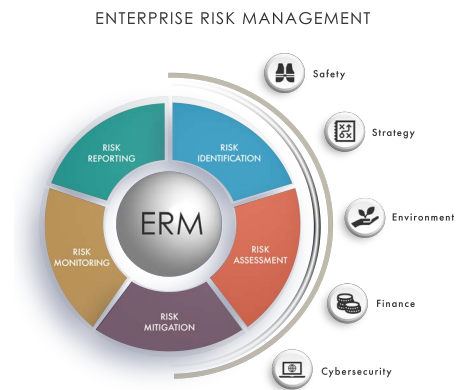 ENTERPRISE RISK MANAGEMENT
Safety
RISK
REPORTING
RISK
IDENTIFICATION
Strategy
ERM
Environment
RISK
MONITORING
RISK
ASSESSMENT
Finance
RISK
MITIGATION
Cybersecurity